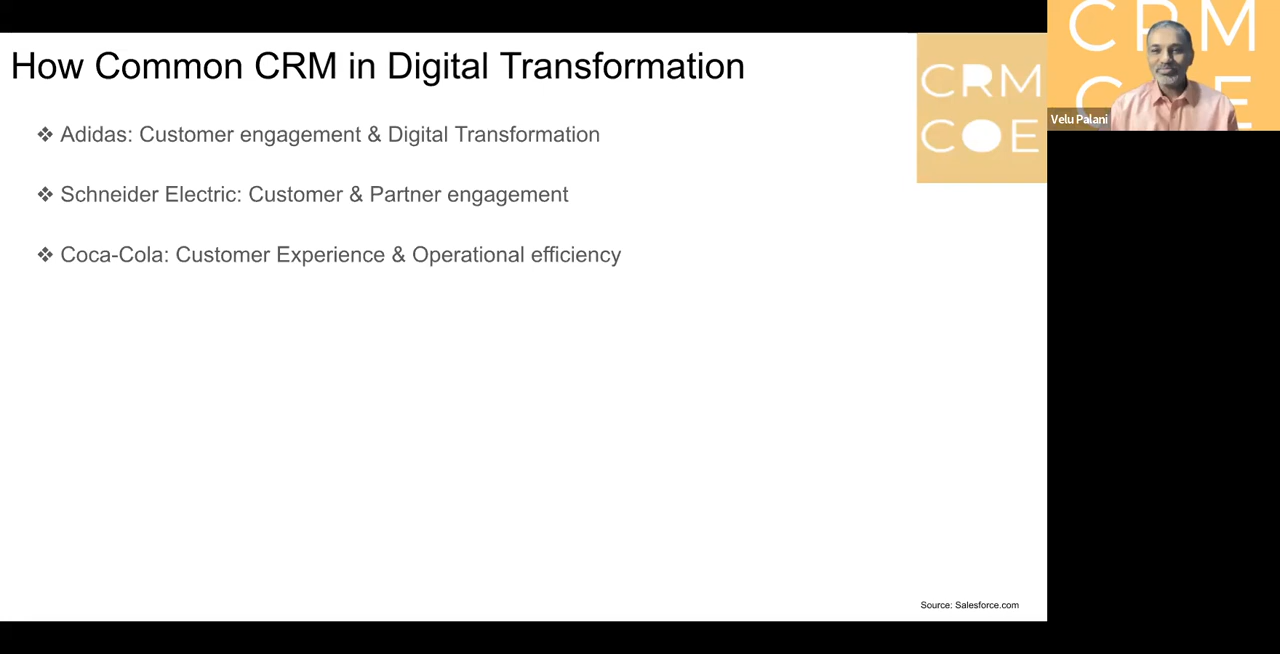 How Common CRM in Digital Transformation
❖ Adidas: Customer engagement & Digital Transformation
❖ Schneider Electric: Customer & Partner engagement
❖ Coca-Cola: Customer Experience & Operational efficiency
Source: Salesforce.com
CRM
COE
CRM
C E
Velu Palani